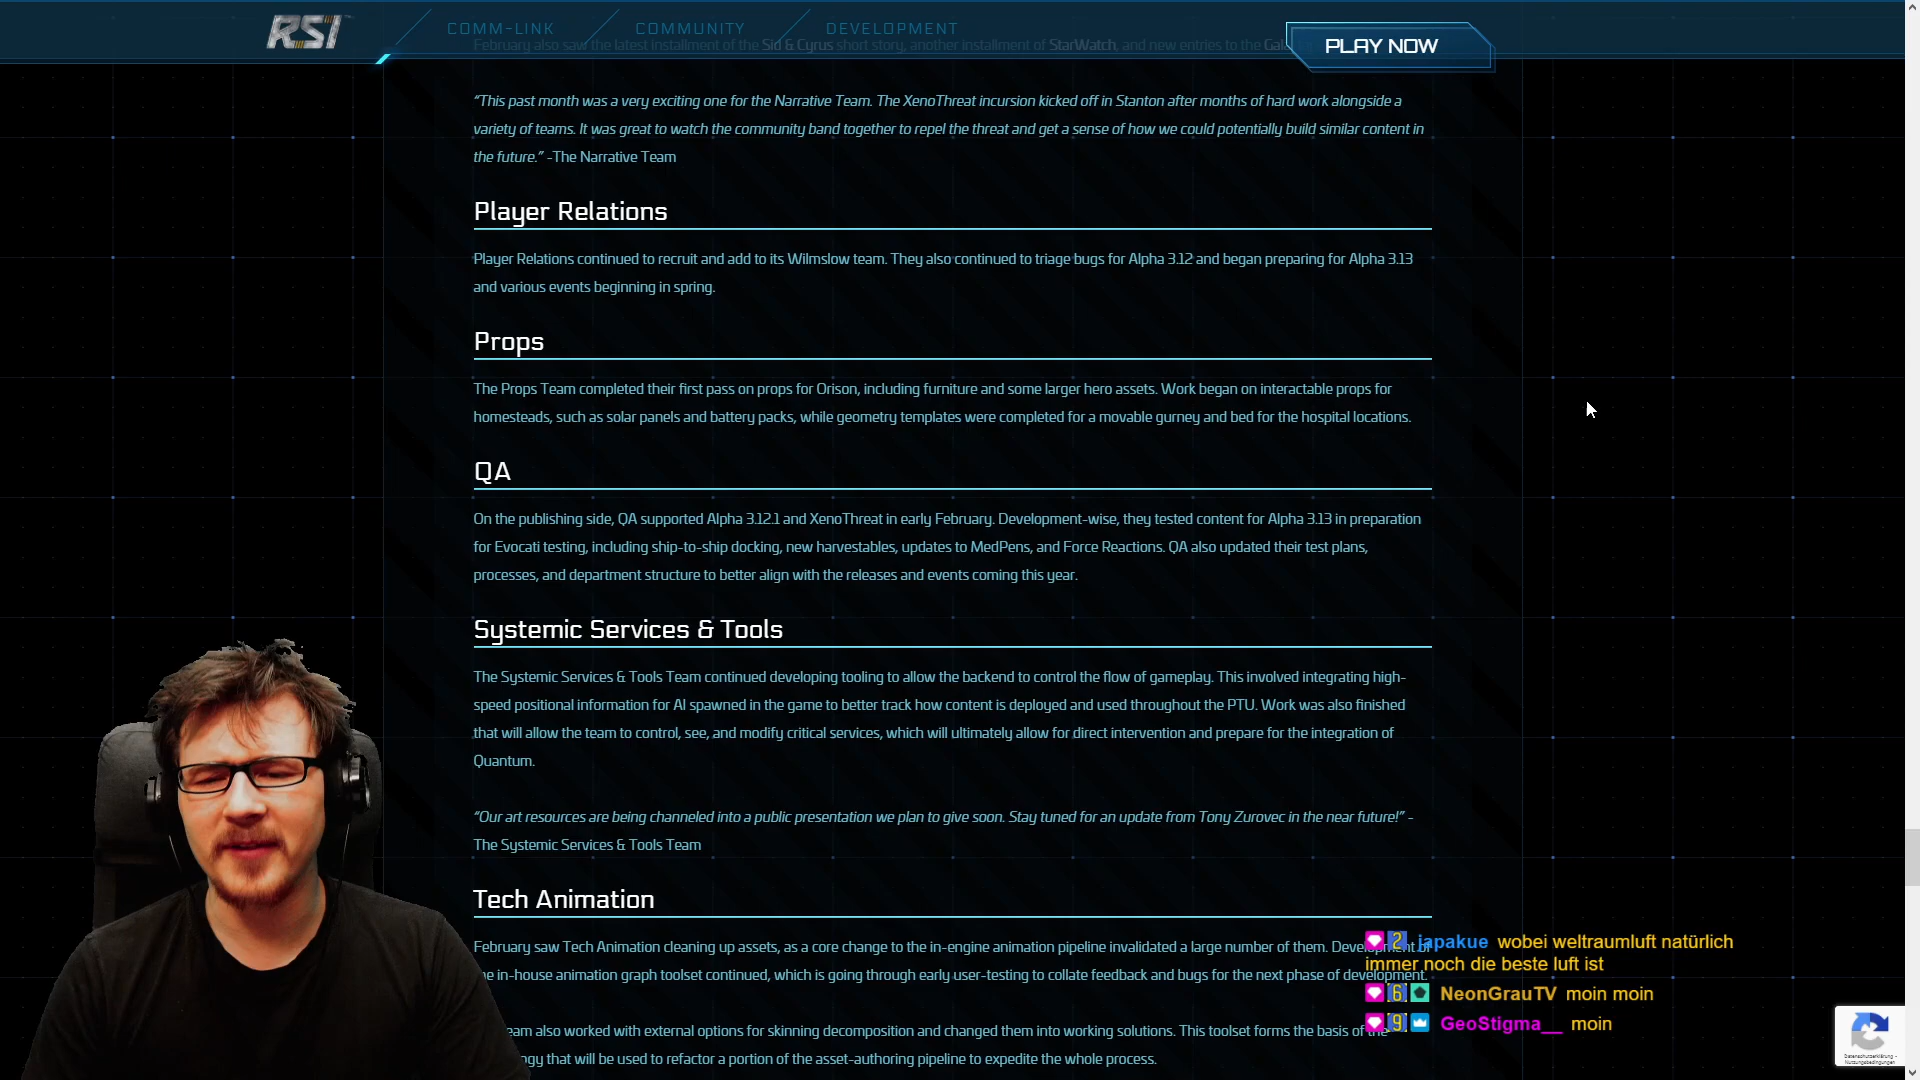 RSI
COMM-LINK
COMMUNITY
DEVELOPMENT
PLAY NOW
February also saw the latest installment of the Sid & Cyrus short story, another installment of StarWatch, and new entries to the
“This past month was a very exciting one for the Narrative Team. The XenoThreat incursion kicked off in Stanton after months of hard work alongside a
variety of teams. It was great to watch the community band together to repel the threat and get a sense of how we could potentially build similar content in
the future.” -The Narrative Team
Player Relations
Player Relations continued to recruit and add to its Wilmslow team. They also continued to triage bugs for Alpha 3.12 and began preparing for Alpha 3.13
and various events beginning in spring.
Props
The Props Team completed their first pass on props for Orison, including furniture and some larger hero assets. Work began on interactable props for
homesteads, such as solar panels and battery packs, while geometry templates were completed for a movable gurney and bed for the hospital locations.
QA
On the publishing side, QA supported Alpha 3.12.1 and XenoThreat in early February. Development-wise, they tested content for Alpha 3.13 in preparation
for Evocati testing, including ship-to-ship docking, new harvestables, updates to MedPens, and Force Reactions. QA also updated their test plans,
processes, and department structure to better align with the releases and events coming this year.
Systemic Services & Tools
The Systemic Services & Tools Team continued developing tooling to allow the backend to control the flow of gameplay. This involved integrating high-
speed positional information for AI spawned in the game to better track how content is deployed and used throughout the PTU. Work was also finished
that will allow the team to control, see, and modify critical services, which will ultimately allow for direct intervention and prepare for the integration of
Quantum.
“Our art resources are being channeled into a public presentation we plan to give soon. Stay tuned for an update from Tony Zurovec in the near future!” -
The Systemic Services & Tools Team
Tech Animation
February saw Tech Animation cleaning up assets, as a core change to the in-engine animation pipeline invalidated a large number of them. Development of
in-house animation graph toolset continued, which is going through early user-testing to collate feedback and bugs for the next phase of development.
also worked with external options for skinning decomposition and changed them into working solutions. This toolset forms the basis of the
that will be used to refactor a portion of the asset-authoring pipeline to expedite the whole process.
2 japakue wobei weltraumluft natürlich
immer noch die beste luft ist
6 NeonGrauTV moin moin
9 GeoStigma__ moin
Datenschutzerklärung -
Nutzungsbedingungen